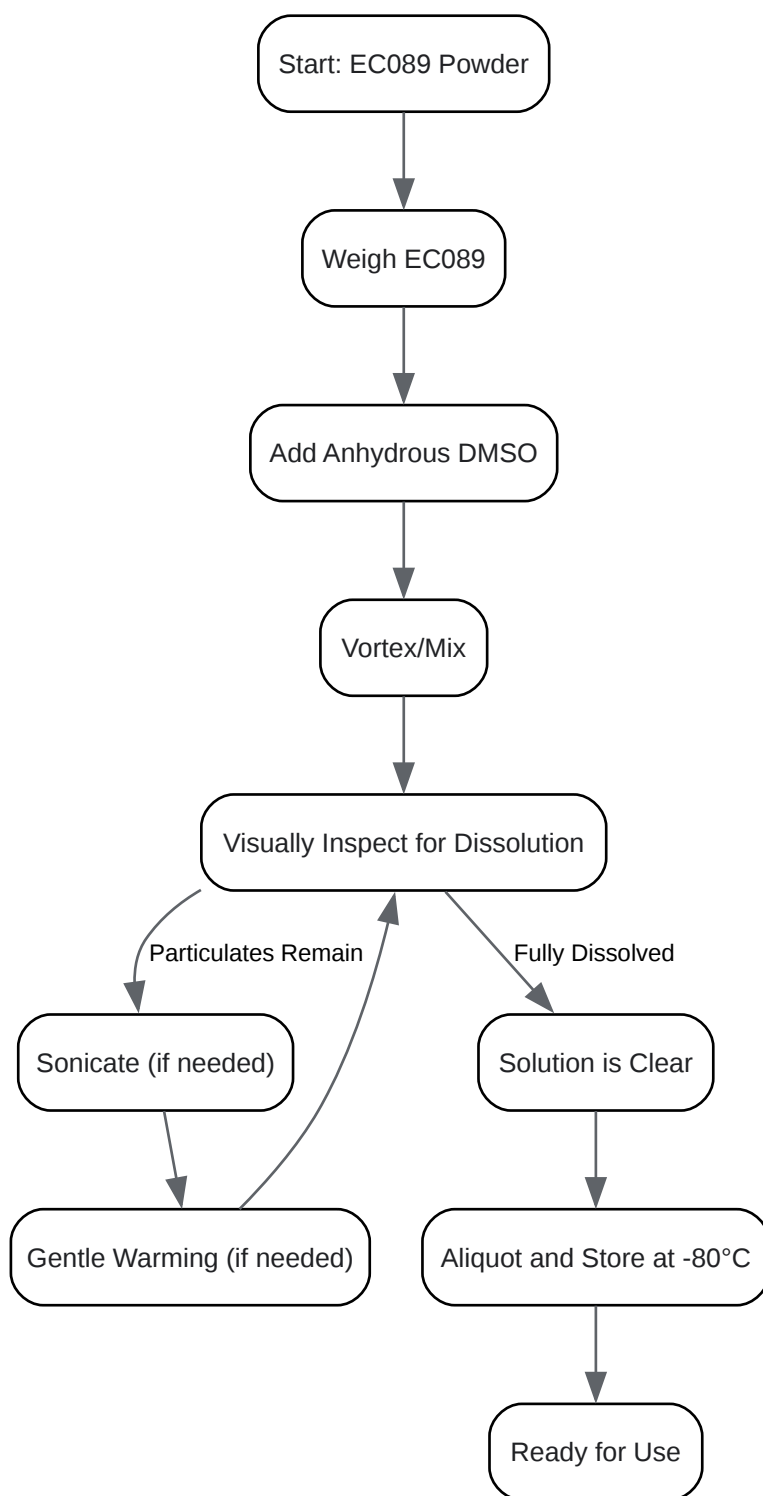 Start: EC089 Powder
Weigh EC089
Add Anhydrous DMSO
Vortex/Mix
Visually Inspect for Dissolution
Particulates Remain
Fully Dissolved
Sonicate (if needed)
Solution is Clear
Gentle Warming (if needed)
Aliquot and Store at -80°C
Ready for Use